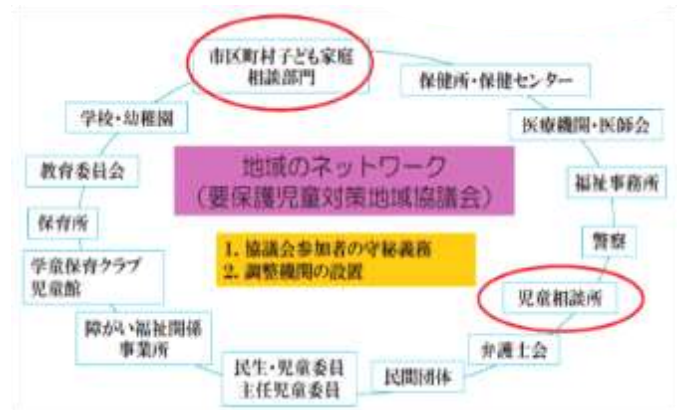 市区町村子ども家庭
相談部門
保健所・保健センター
医療機関・医師会
福祉事務所
警察
児童相談所
弁護士会
民間団体
民生・児童委員
主任児童委員
障がい福祉関係
事業所
学童保育クラブ
児童館
保育所
教育委員会
学校・幼稚園
地域のネットワーク
（要保護児童対策地域協議会）
1. 協議会参加者の守秘義務
2. 調整機関の設置